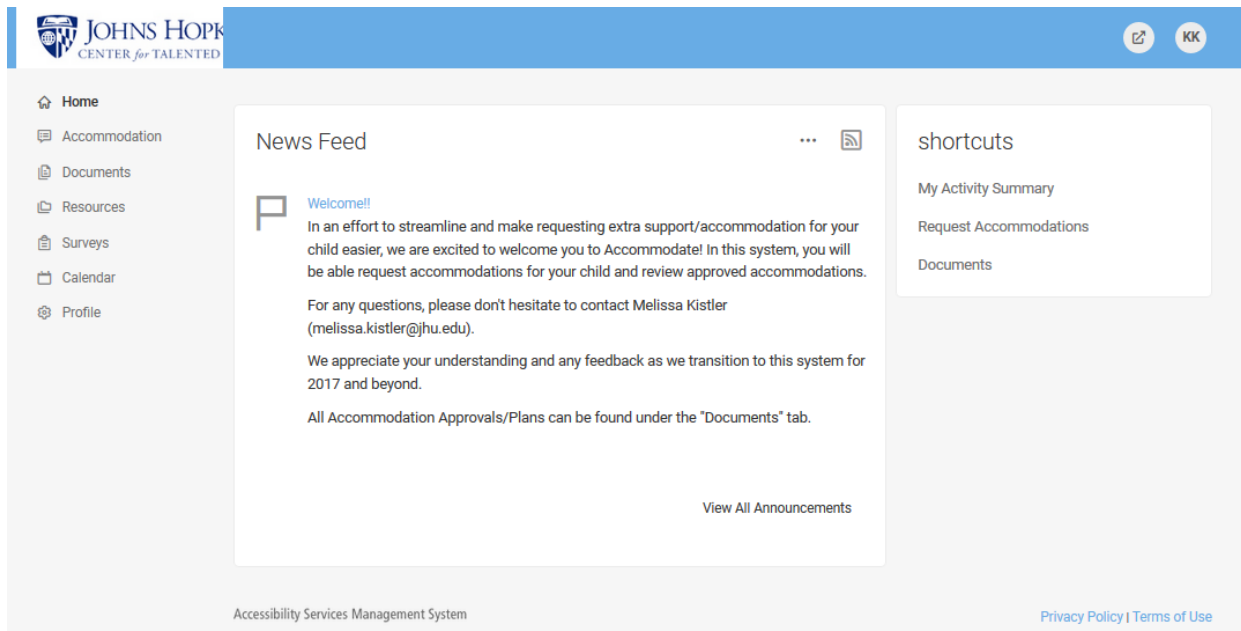 JOHNS HOPK
CENTER for TALENTED
KK
Home
Accommodation
Documents
Resources
Surveys
Calendar
Profile
News Feed
Welcome!!
In an effort to streamline and make requesting extra support/accommodation for your
child easier, we are excited to welcome you to Accommodate! In this system, you will
be able request accommodations for your child and review approved accommodations.
For any questions, please don't hesitate to contact Melissa Kistler
(melissa.kistler@jhu.edu).
We appreciate your understanding and any feedback as we transition to this system for
2017 and beyond.
All Accommodation Approvals/Plans can be found under the "Documents" tab.
View All Announcements
shortcuts
My Activity Summary
Request Accommodations
Documents
Accessibility Services Management System
Privacy Policy | Terms of Use